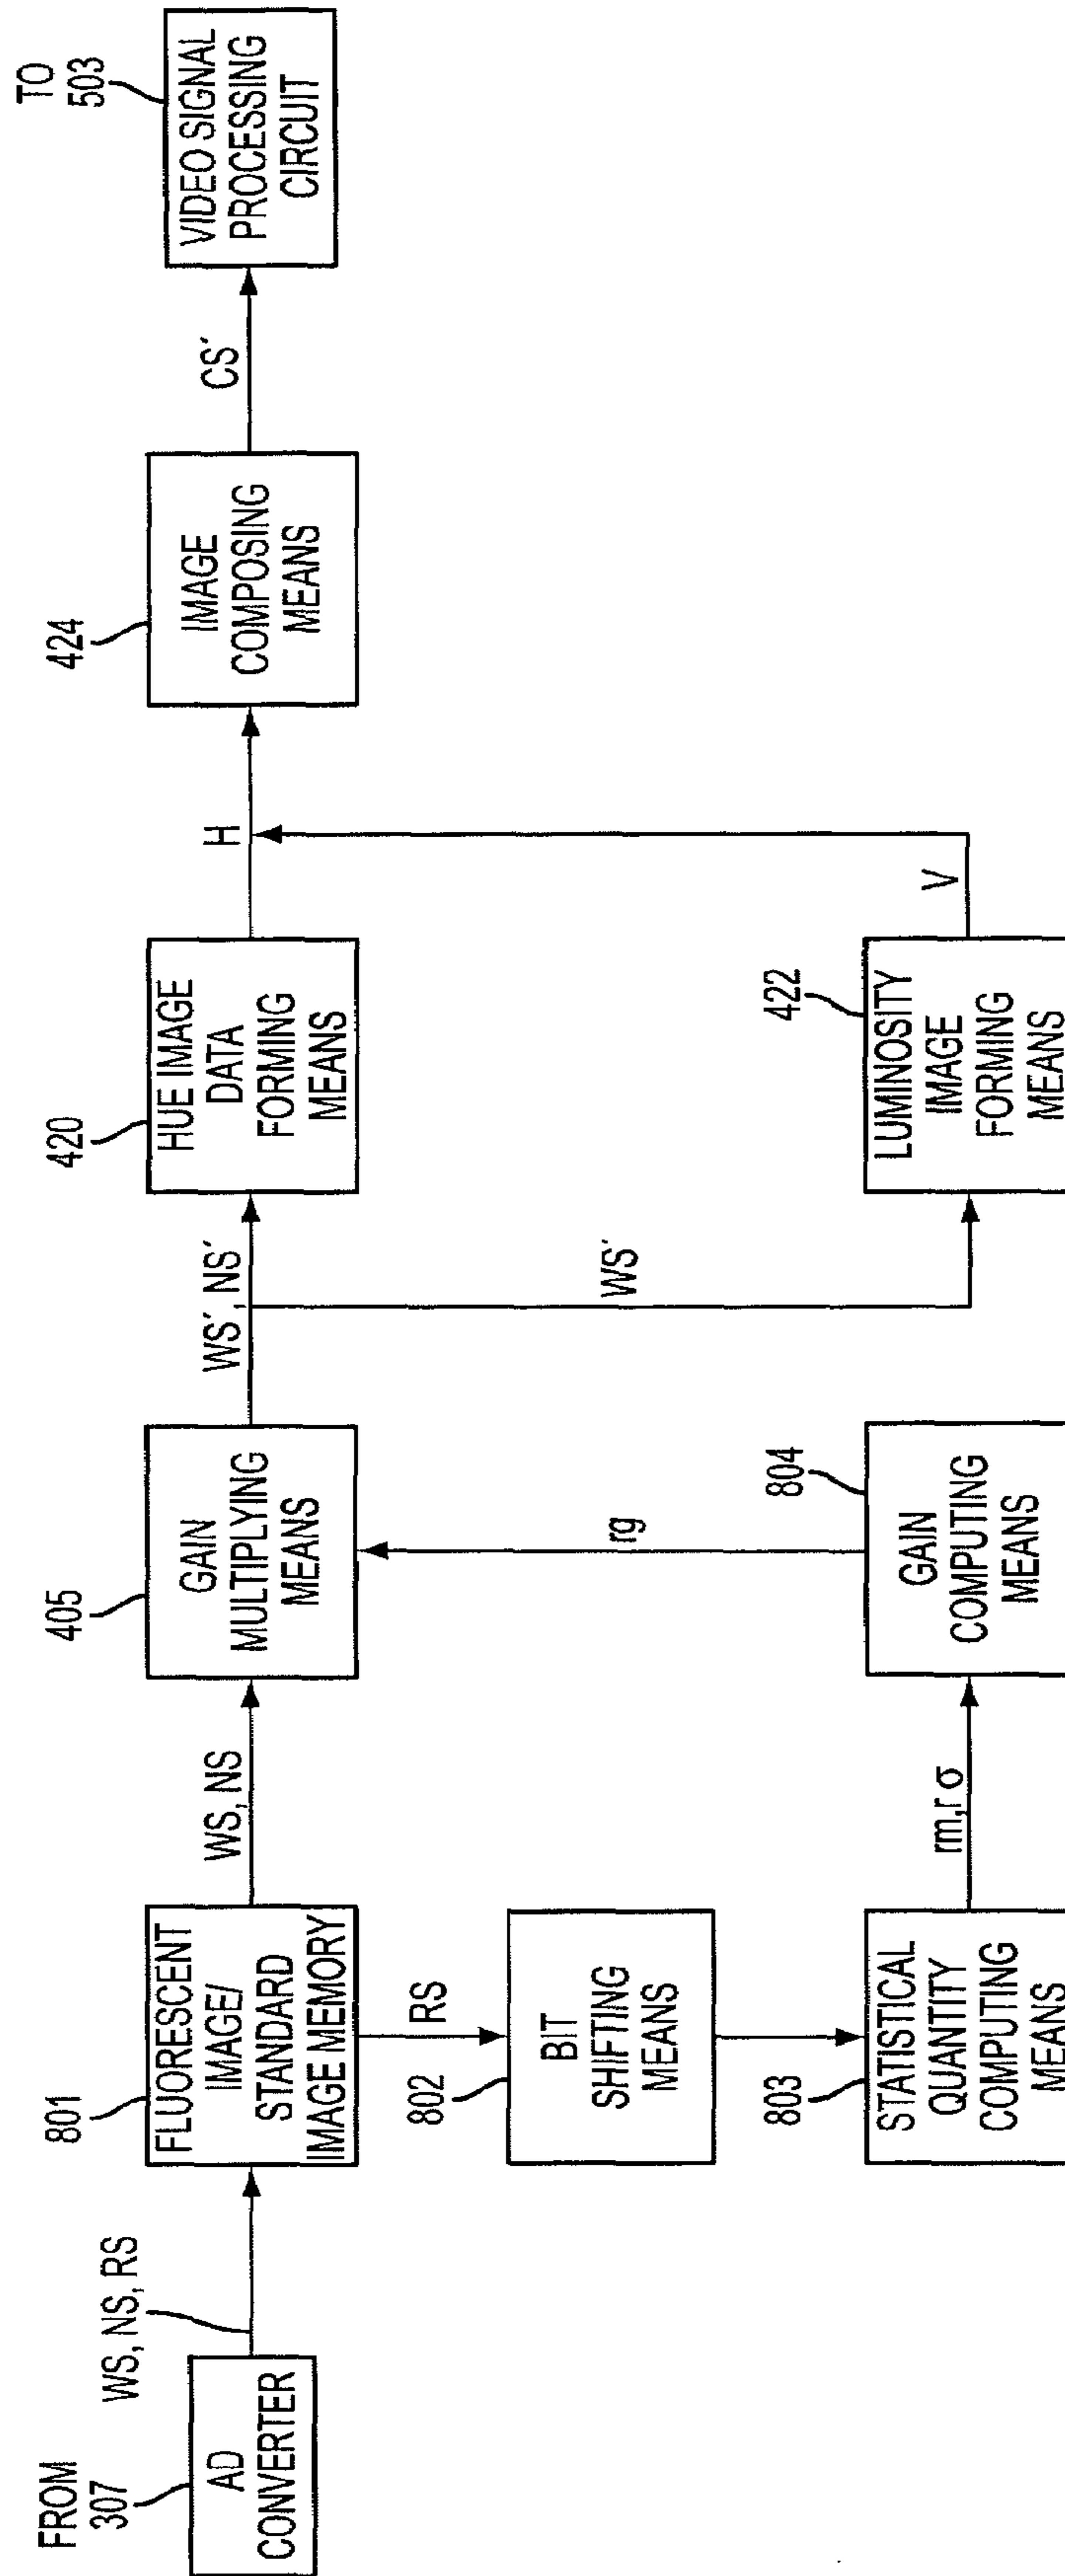 FROM
307
AD
CONVERTER
WS, NS, RS
801
FLUORESCENT
IMAGE/
STANDARD
IMAGE MEMORY
WS, NS
405
GAIN
MULTIPLYING
MEANS
WS´, NS´
420
HUE IMAGE
DATA
FORMING
MEANS
H
424
IMAGE
COMPOSING
MEANS
CS´
TO
503
VIDEO SIGNAL
PROCESSING
CIRCUIT
RS
802
BIT
SHIFTING
MEANS
803
STATISTICAL
QUANTITY
COMPUTING
MEANS
rm,r σ
804
GAIN
COMPUTING
MEANS
rg
WS´
422
LUMINOSITY
IMAGE
FORMING
MEANS
V